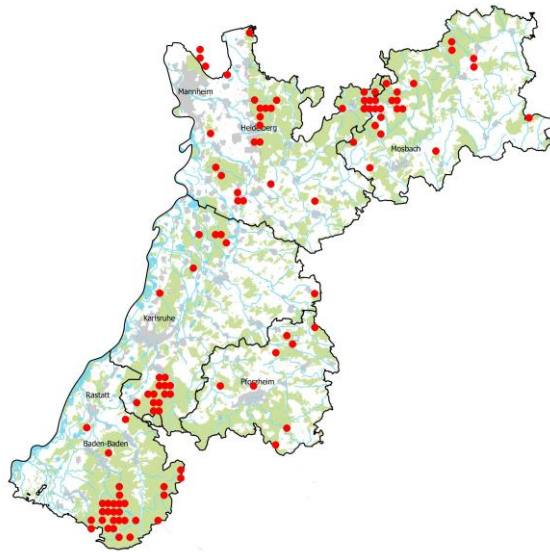 Mannheim
Heidelberg
Mosbach
Karlsruhe
Pforzheim
Rastatt
Baden-Baden